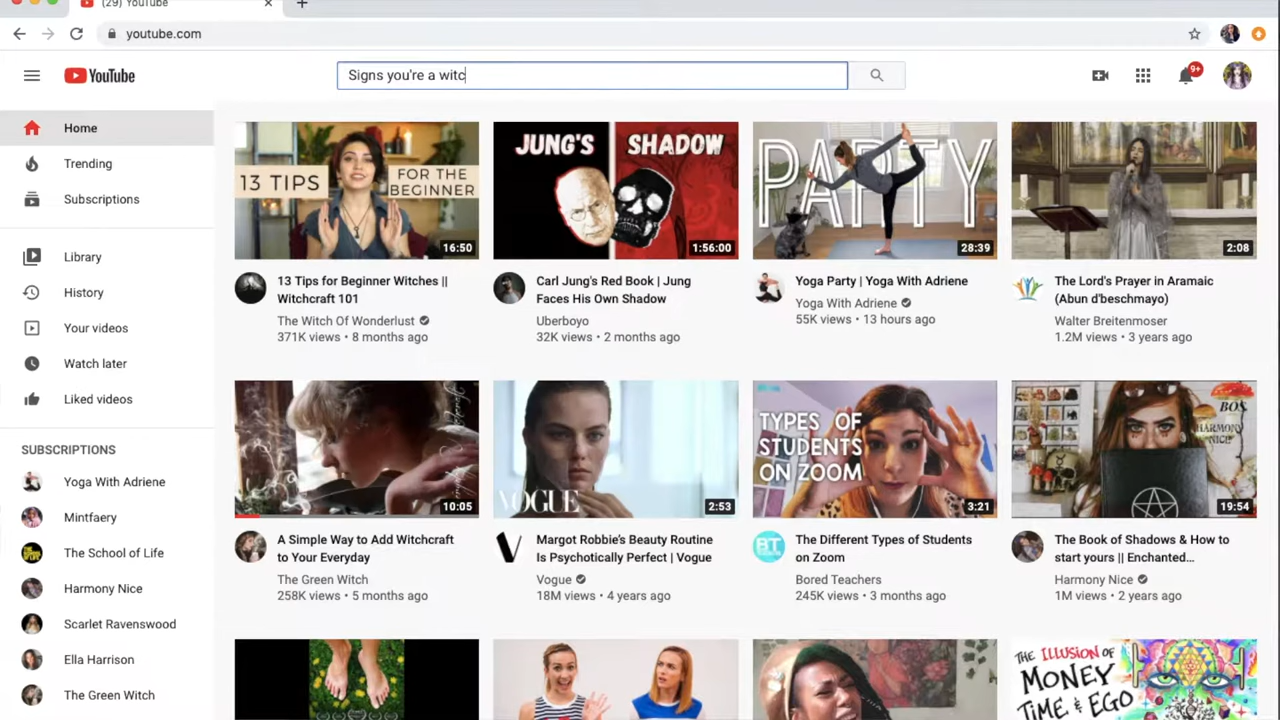 (29) YouTube
youtube.com
YouTube
Signs you're a witc
9+
Home
Trending
Subscriptions
Library
History
Your videos
Watch later
Liked videos
SUBSCRIPTIONS
Yoga With Adriene
Mintfaery
The School of Life
Harmony Nice
Scarlet Ravenswood
Ella Harrison
The Green Witch
13 TIPS FOR THE BEGINNER
16:50
13 Tips for Beginner Witches ||
Witchcraft 101
The Witch Of Wonderlust
371K views • 8 months ago
JUNG'S SHADOW
1:56:00
Carl Jung's Red Book | Jung
Faces His Own Shadow
Uberboyo
32K views • 2 months ago
PARTY
28:39
Yoga Party | Yoga With Adriene
Yoga With Adriene
55K views • 13 hours ago
2:08
The Lord's Prayer in Aramaic
(Abun d'beschmayo)
Walter Breitenmoser
1.2M views • 3 years ago
10:05
A Simple Way to Add Witchcraft
to Your Everyday
The Green Witch
258K views • 5 months ago
VOGUE
2:53
Margot Robbie's Beauty Routine
Is Psychotically Perfect | Vogue
Vogue
18M views • 4 years ago
TYPES OF
STUDENTS
ON ZOOM
3:21
BT
The Different Types of Students
on Zoom
Bored Teachers
245K views • 3 months ago
BOS
HARMONY
NICE
19:54
The Book of Shadows & How to
start yours || Enchanted...
Harmony Nice
1M views • 2 years ago
THE ILLUSION OF
MONEY
TIME, & EGO